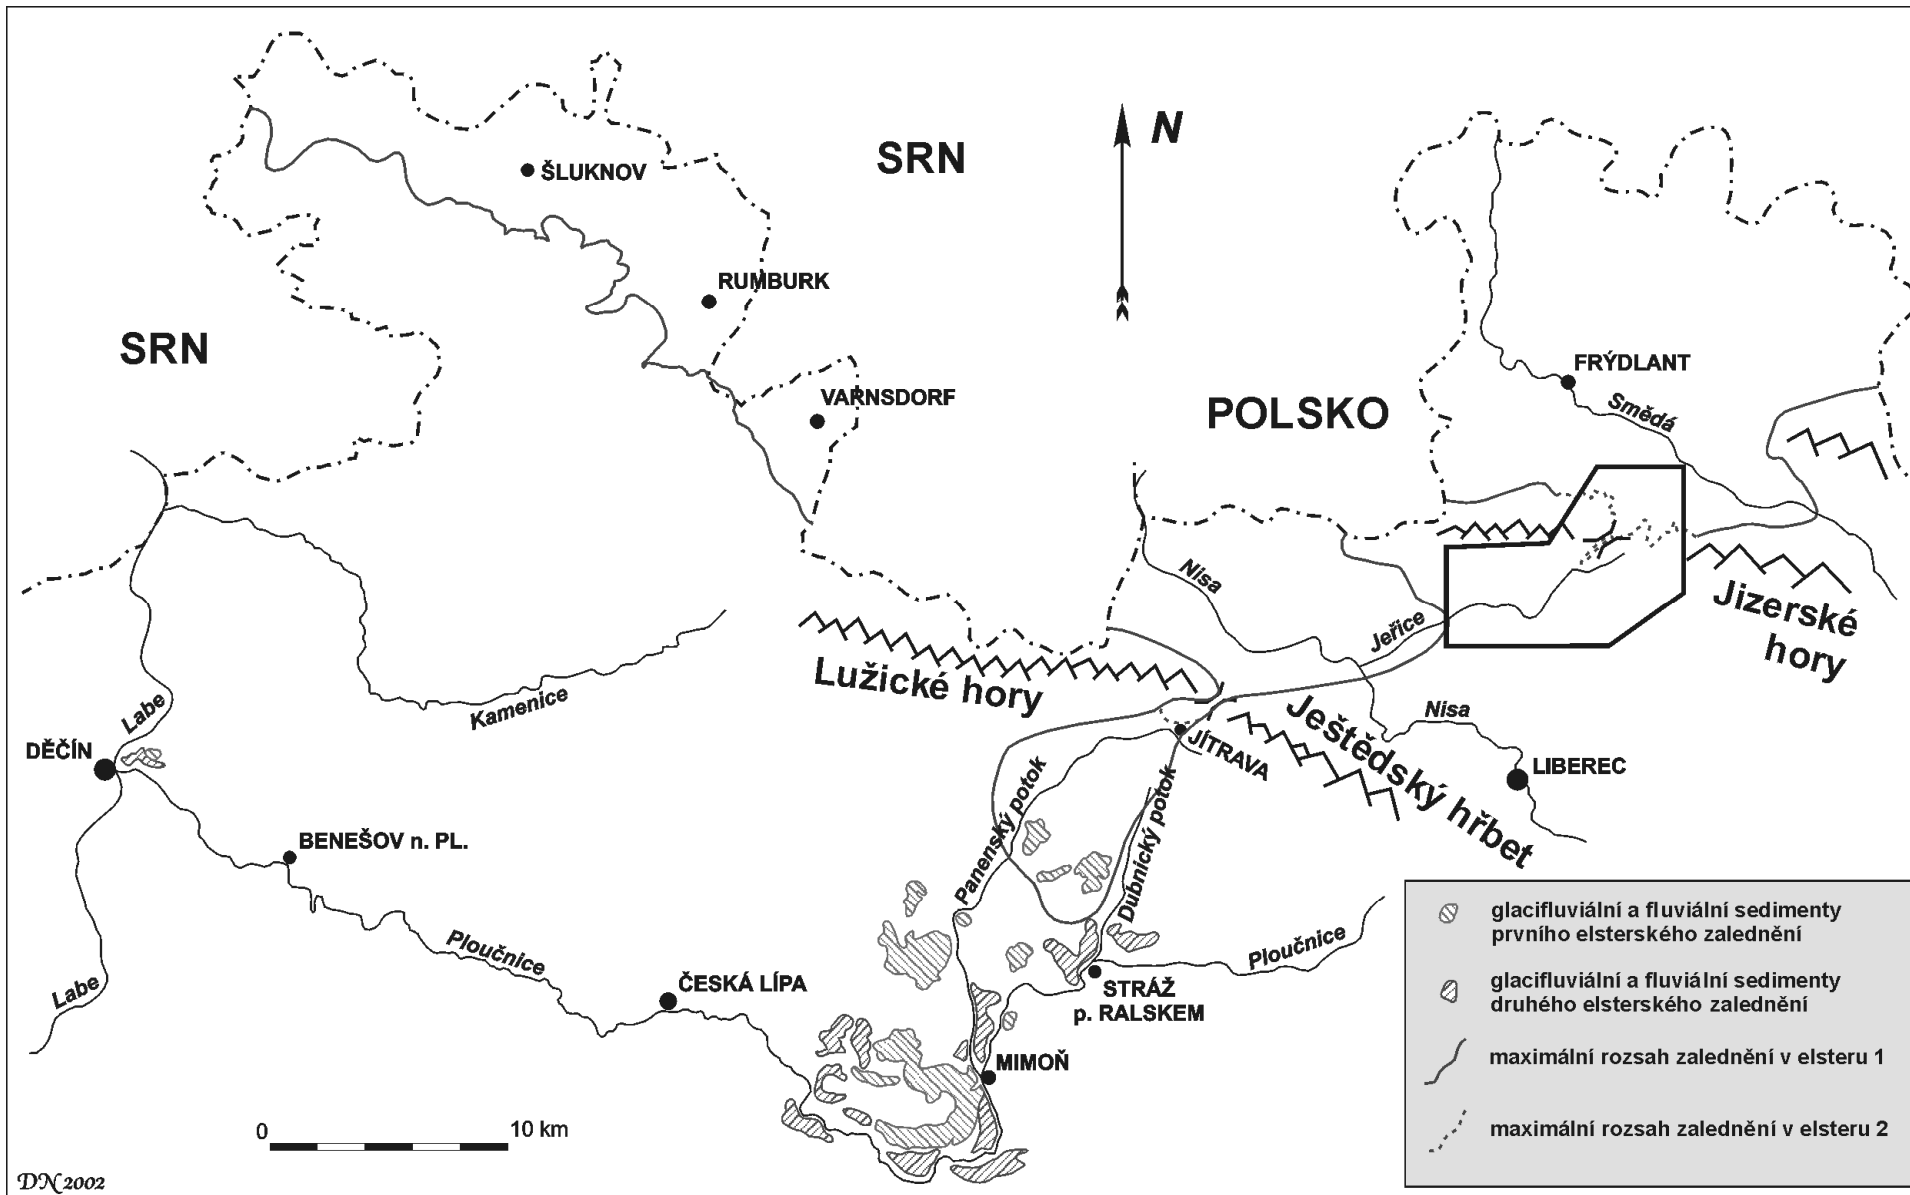 SRN
N
ŠLUKNOV
RUMBURK
SRN
VARNSDORF
POLSKO
FRÝDLANT
Smědá
Nisa
Jeřice
Jizerské
hory
Lužické hory
Ještědský hřbet
Nisa
LIBEREC
JÍTRAVA
Kamenice
Labe
DĚČÍN
BENEŠOV n. PL.
Panenský potok
Dubnický potok
Ploučnice
Ploučnice
Labe
ČESKÁ LÍPA
STRÁŽ
p. RALSKEM
MIMOŇ
0 10 km
DN 2002
glacifluviální a fluviální sedimenty
prvního elsterského zalednění
glacifluviální a fluviální sedimenty
druhého elsterského zalednění
maximální rozsah zalednění v elsteru 1
maximální rozsah zalednění v elsteru 2